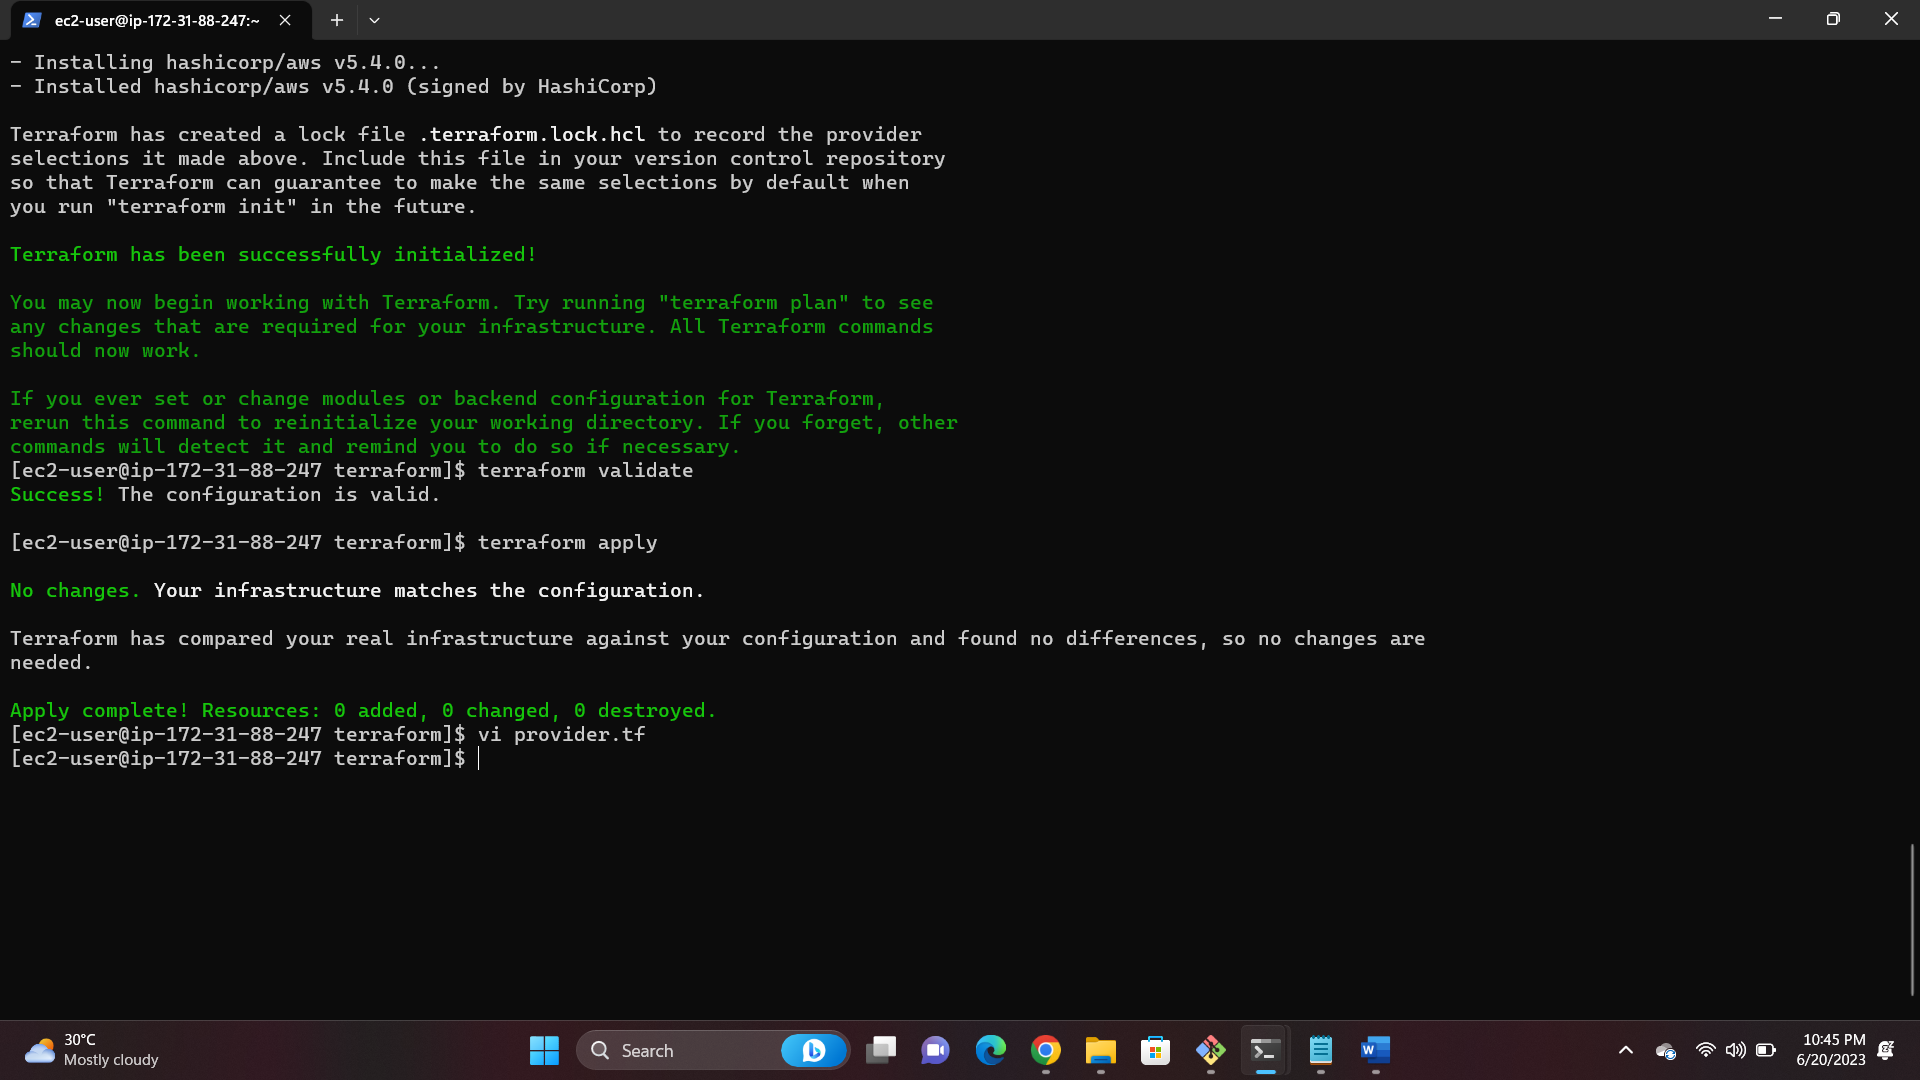 ec2-user@ip-172-31-88-247:~
- Installing hashicorp/aws v5.4.0...
- Installed hashicorp/aws v5.4.0 (signed by HashiCorp)
Terraform has created a lock file .terraform.lock.hcl to record the provider
selections it made above. Include this file in your version control repository
so that Terraform can guarantee to make the same selections by default when
you run "terraform init" in the future.
Terraform has been successfully initialized!
You may now begin working with Terraform. Try running "terraform plan" to see
any changes that are required for your infrastructure. All Terraform commands
should now work.
If you ever set or change modules or backend configuration for Terraform,
rerun this command to reinitialize your working directory. If you forget, other
commands will detect it and remind you to do so if necessary.
[ec2-user@ip-172-31-88-247 terraform]$ terraform validate
Success! The configuration is valid.
[ec2-user@ip-172-31-88-247 terraform]$ terraform apply
No changes. Your infrastructure matches the configuration.
Terraform has compared your real infrastructure against your configuration and found no differences, so no changes are
needed.
Apply complete! Resources: 0 added, 0 changed, 0 destroyed.
[ec2-user@ip-172-31-88-247 terraform]$ vi provider.tf
[ec2-user@ip-172-31-88-247 terraform]$
30°C
Mostly cloudy
Search
10:45 PM
6/20/2023